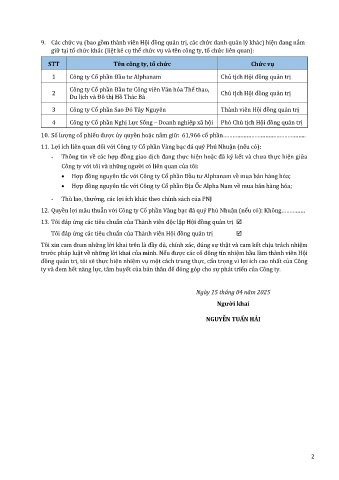 9. Các chức vụ (bao gồm thành viên Hội đồng quản trị, các chức danh quản lý khác) hiện đang nắm
giữ tại tổ chức khác (liệt kê cụ thể chức vụ và tên công ty, tổ chức liên quan):
STT Tên công ty, tổ chức Chức vụ
1 Công ty Cổ phần Đầu tư Alphanam Chủ tịch Hội đồng quản trị
2 Công ty Cổ phần Đầu tư Công viên Văn hóa Thể thao, Du lịch và Đô thị Hồ Thác Bà Chủ tịch Hội đồng quản trị
3 Công ty Cổ phần Sao Đỏ Tây Nguyên Thành viên Hội đồng quản trị
4 Công ty Cổ phần Nghị Lực Sống – Doanh nghiệp xã hội Phó Chủ tịch Hội đồng quản trị
10. Số lượng cổ phiếu được ủy quyền hoặc nắm giữ: 61,966 cổ phần
11. Lợi ích liên quan đối với Công ty Cổ phần Vàng bạc đá quý Phú Nhuận (nếu có):
- Thông tin về các hợp đồng giao dịch đang thực hiện hoặc đã ký kết và chưa thực hiện giữa
Công ty với tôi và những người có liên quan của tôi:
• Hợp đồng nguyên tắc với Công ty Cổ phần Đầu tư Alphanam về mua bán hàng hóa;
• Hợp đồng nguyên tắc với Công ty Cổ phần Địa Ốc Alpha Nam về mua bán hàng hóa;
- Thù lao, thưởng, các lợi ích khác theo chính sách của PNJ
12. Quyền lợi mâu thuẫn với Công ty Cổ phần Vàng bạc đá quý Phú Nhuận (nếu có): Không
13. Tôi đáp ứng các tiêu chuẩn của Thành viên độc lập Hội đồng quản trị ☑
Tôi đáp ứng các tiêu chuẩn của Thành viên Hội đồng quản trị ☑
Tôi xin cam đoan những lời khai trên là đầy đủ, chính xác, đúng sự thật và cam kết chịu trách nhiệm
trước pháp luật về những lời khai của mình. Nếu được các cổ đông tín nhiệm bầu làm thành viên Hội
đồng quản trị, tôi sẽ thực hiện nhiệm vụ một cách trung thực, cẩn trọng vì lợi ích cao nhất của Công
ty và đem hết năng lực, tâm huyết của bản thân để đóng góp cho sự phát triển của Công ty.
Ngày 15 tháng 04 năm 2025
Người khai
NGUYỄN TUẤN HẢI
2